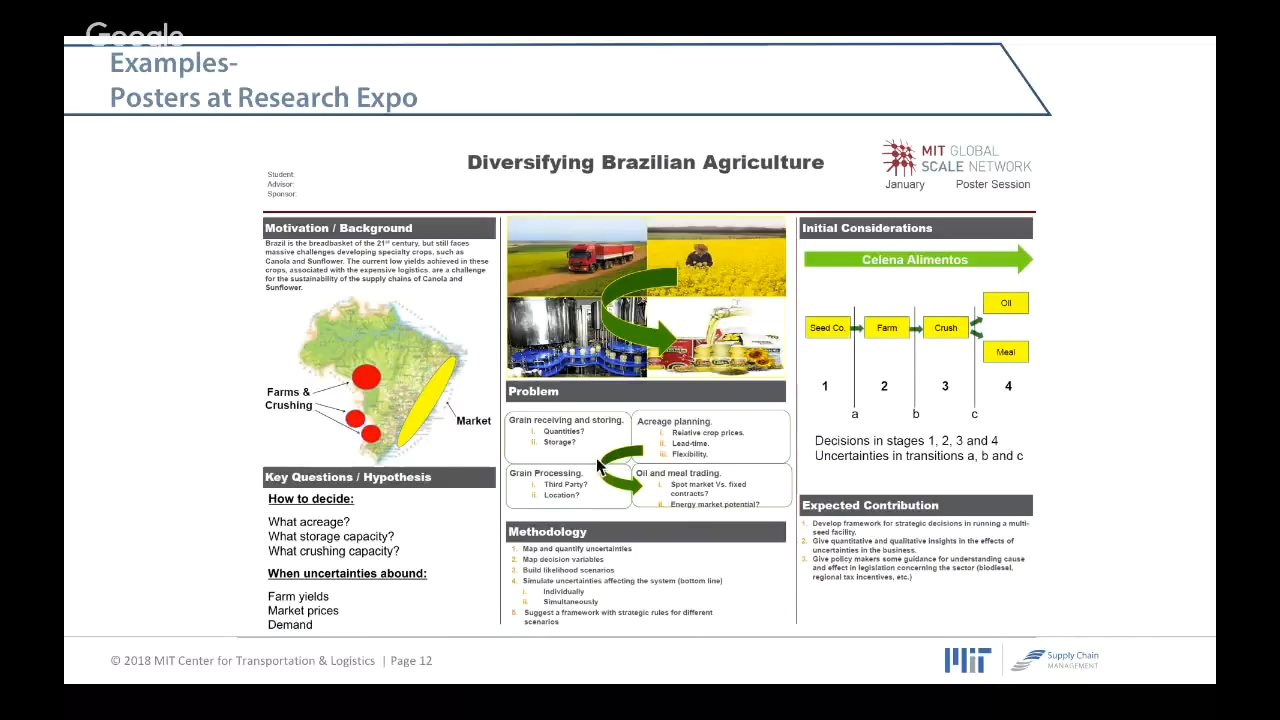 Google
Examples-
Posters at Research Expo
Diversifying Brazilian Agriculture
MIT GLOBAL
SCALE NETWORK
January Poster Session
Student:
Advisor:
Sponsor:
Motivation / Background
Brazil is the breadbasket of the 21st century, but still faces
massive challenges developing specialty crops, such as
Canola and Sunflower. The current low yields achieved in these
crops, associated with the expensive logistics, are a challenge
for the sustainability of the supply chains of Canola and
Sunflower.
Farms &
Crushing
Market
Key Questions / Hypothesis
How to decide:
What acreage?
What storage capacity?
What crushing capacity?
When uncertainties abound:
Farm yields
Market prices
Demand
Problem
Grain receiving and storing.
i. Quantities?
ii. Storage?
Acreage planning.
i. Relative crop prices.
ii. Lead-time.
iii. Flexibility.
Grain Processing.
i. Third Party?
ii. Location?
Oil and meal trading.
i. Spot market Vs. fixed
contracts?
ii. Energy market potential?
Methodology
1. Map and quantify uncertainties
2. Map decision variables
3. Build likelihood scenarios
4. Simulate uncertainties affecting the system (bottom line)
i. Individually
ii. Simultaneously
5. Suggest a framework with strategic rules for different
scenarios
Initial Considerations
Celena Alimentos
Seed Co.
Farm
Crush
Oil
Meal
1 2 3 4
a b c
Decisions in stages 1, 2, 3 and 4
Uncertainties in transitions a, b and c
Expected Contribution
1. Develop framework for strategic decisions in running a multi-
seed facility.
2. Give quantitative and qualitative insights in the effects of
uncertainties in the business.
3. Give policy makers some guidance for understanding cause
and effect in legislation concerning the sector (biodiesel,
regional tax incentives, etc.)
© 2018 MIT Center for Transportation & Logistics | Page 12
MIT
Supply Chain
MANAGEMENT